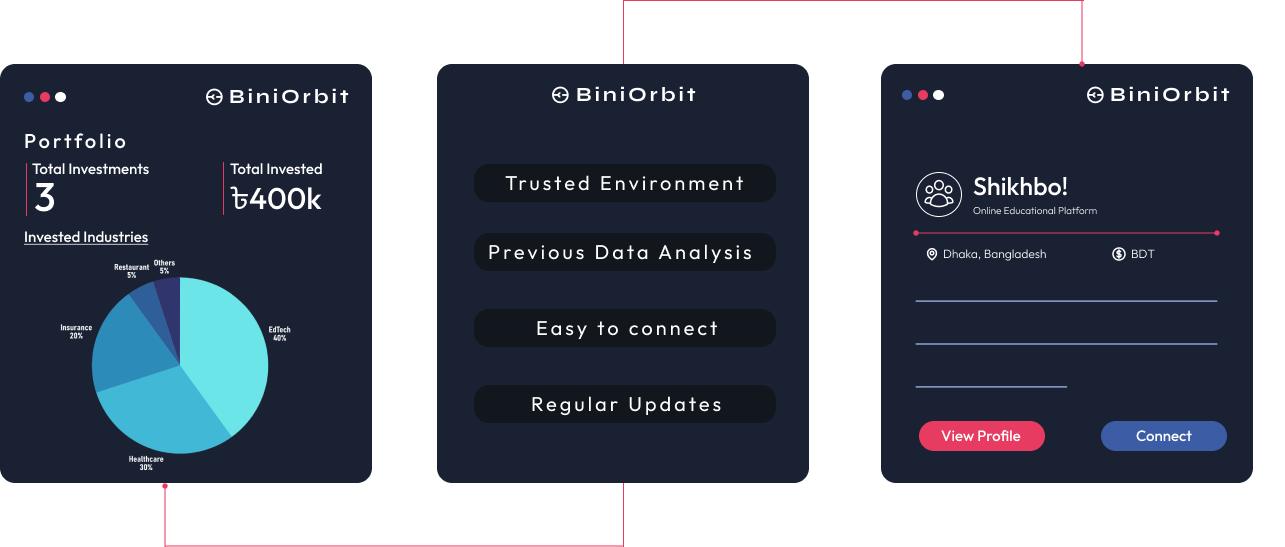 BiniOrbit
Portfolio
Total Investments
3
Total Invested
৳400k
Invested Industries
Others
5%
Restaurant
5%
Insurance
20%
EdTech
40%
Healthcare
30%
BiniOrbit
Trusted Environment
Previous Data Analysis
Easy to connect
Regular Updates
BiniOrbit
Shikhbo!
Online Educational Platform
Dhaka, Bangladesh
BDT
View Profile
Connect